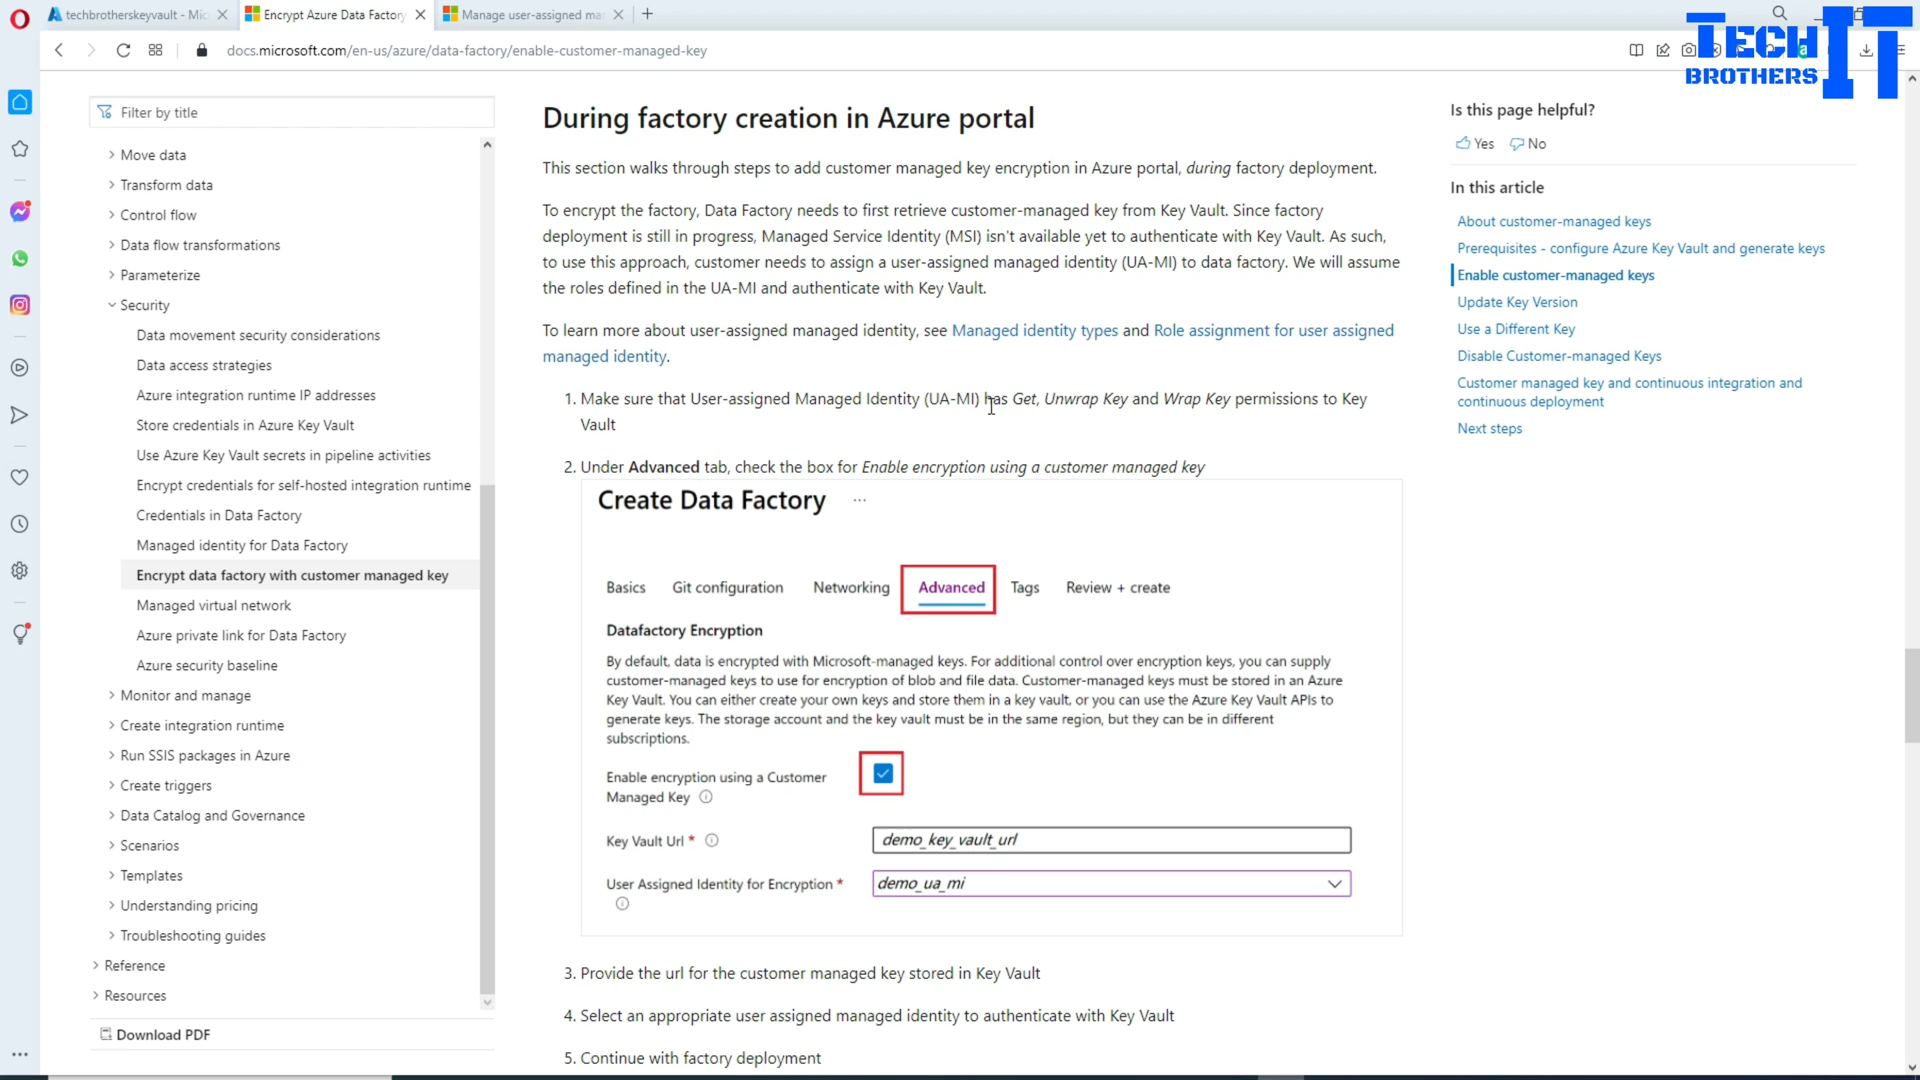 techbrotherskeyvault - Mic
Encrypt Azure Data Factory
Manage user-assigned ma
docs.microsoft.com/en-us/azure/data-factory/enable-customer-managed-key
TECH
BROTHERS
IT
Filter by title
Move data
Transform data
Control flow
Data flow transformations
Parameterize
Security
Data movement security considerations
Data access strategies
Azure integration runtime IP addresses
Store credentials in Azure Key Vault
Use Azure Key Vault secrets in pipeline activities
Encrypt credentials for self-hosted integration runtime
Credentials in Data Factory
Managed identity for Data Factory
Encrypt data factory with customer managed key
Managed virtual network
Azure private link for Data Factory
Azure security baseline
Monitor and manage
Create integration runtime
Run SSIS packages in Azure
Create triggers
Data Catalog and Governance
Scenarios
Templates
Understanding pricing
Troubleshooting guides
Reference
Resources
Download PDF
During factory creation in Azure portal
This section walks through steps to add customer managed key encryption in Azure portal, during factory deployment.
To encrypt the factory, Data Factory needs to first retrieve customer-managed key from Key Vault. Since factory
deployment is still in progress, Managed Service Identity (MSI) isn't available yet to authenticate with Key Vault. As such,
to use this approach, customer needs to assign a user-assigned managed identity (UA-MI) to data factory. We will assume
the roles defined in the UA-MI and authenticate with Key Vault.
To learn more about user-assigned managed identity, see Managed identity types and Role assignment for user assigned
managed identity.
1. Make sure that User-assigned Managed Identity (UA-MI) has Get, Unwrap Key and Wrap Key permissions to Key
Vault
2. Under Advanced tab, check the box for Enable encryption using a customer managed key
Create Data Factory ...
Basics Git configuration Networking Advanced Tags Review + create
Datafactory Encryption
By default, data is encrypted with Microsoft-managed keys. For additional control over encryption keys, you can supply
customer-managed keys to use for encryption of blob and file data. Customer-managed keys must be stored in an Azure
Key Vault. You can either create your own keys and store them in a key vault, or you can use the Azure Key Vault APIs to
generate keys. The storage account and the key vault must be in the same region, but they can be in different
subscriptions.
Enable encryption using a Customer
Managed Key
Key Vault Url *
demo_key_vault_url
User Assigned Identity for Encryption *
demo_ua_mi
3. Provide the url for the customer managed key stored in Key Vault
4. Select an appropriate user assigned managed identity to authenticate with Key Vault
5. Continue with factory deployment
Is this page helpful?
Yes No
In this article
About customer-managed keys
Prerequisites - configure Azure Key Vault and generate keys
Enable customer-managed keys
Update Key Version
Use a Different Key
Disable Customer-managed Keys
Customer managed key and continuous integration and
continuous deployment
Next steps